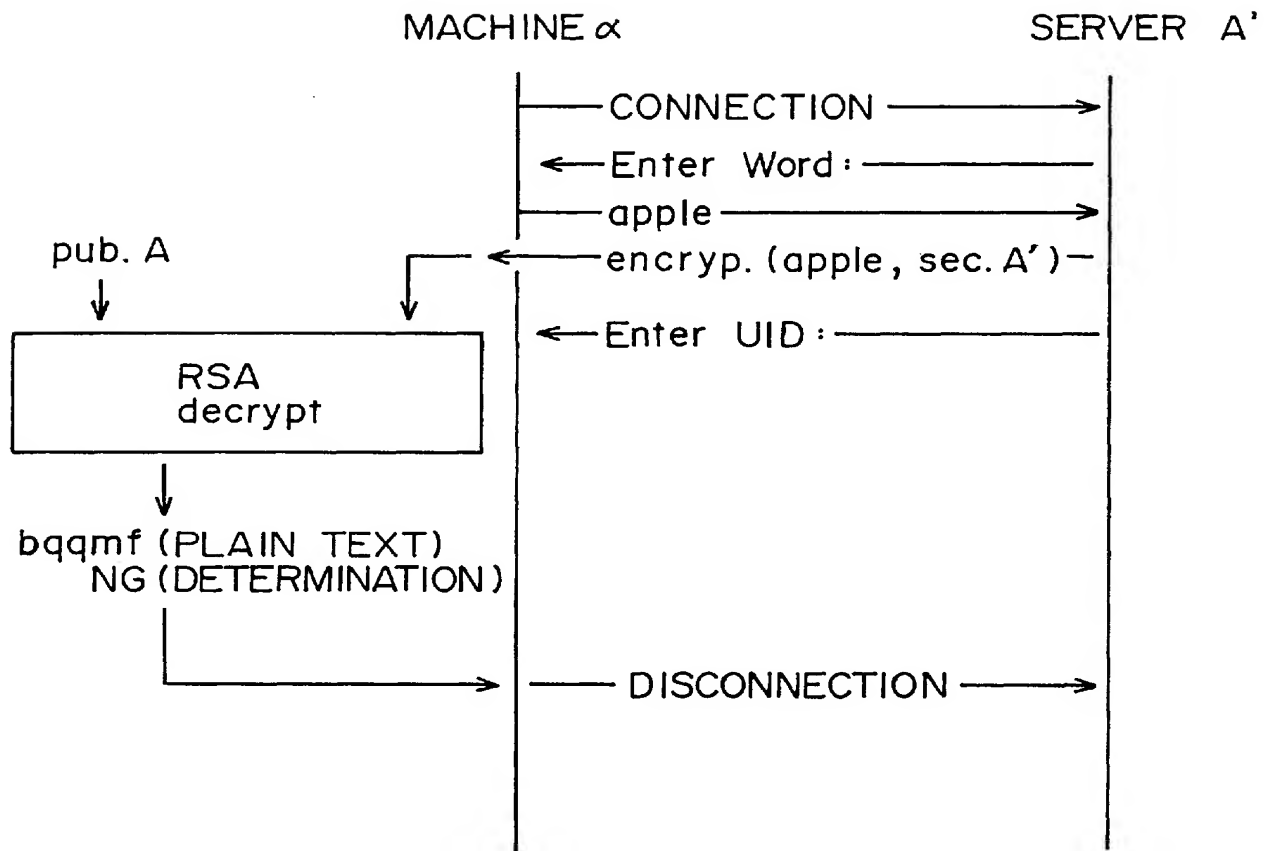 MACHINE α SERVER A'
CONNECTION
Enter Word:
apple
pub. A
encryp. (apple, sec. A')
Enter UID:
RSA
decrypt
bqqmf (PLAIN TEXT)
NG (DETERMINATION)
DISCONNECTION